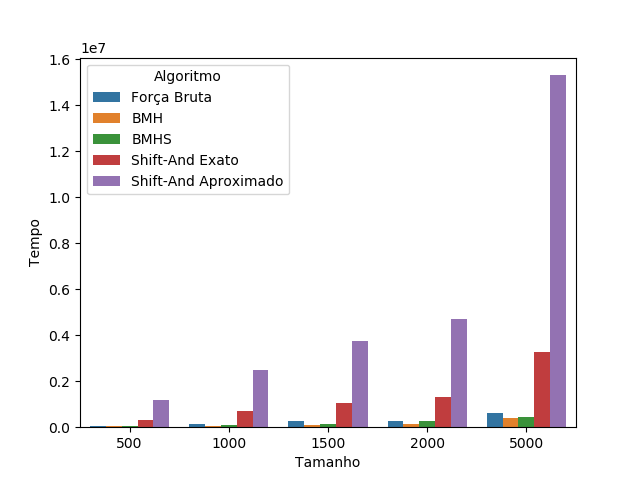 1e7
1.6
1.4
1.2
1.0
0.8
0.6
0.4
0.2
0.0
Tempo
Algoritmo
Força Bruta
BMH
BMHS
Shift-And Exato
Shift-And Aproximado
500 1000 1500 2000 5000
Tamanho